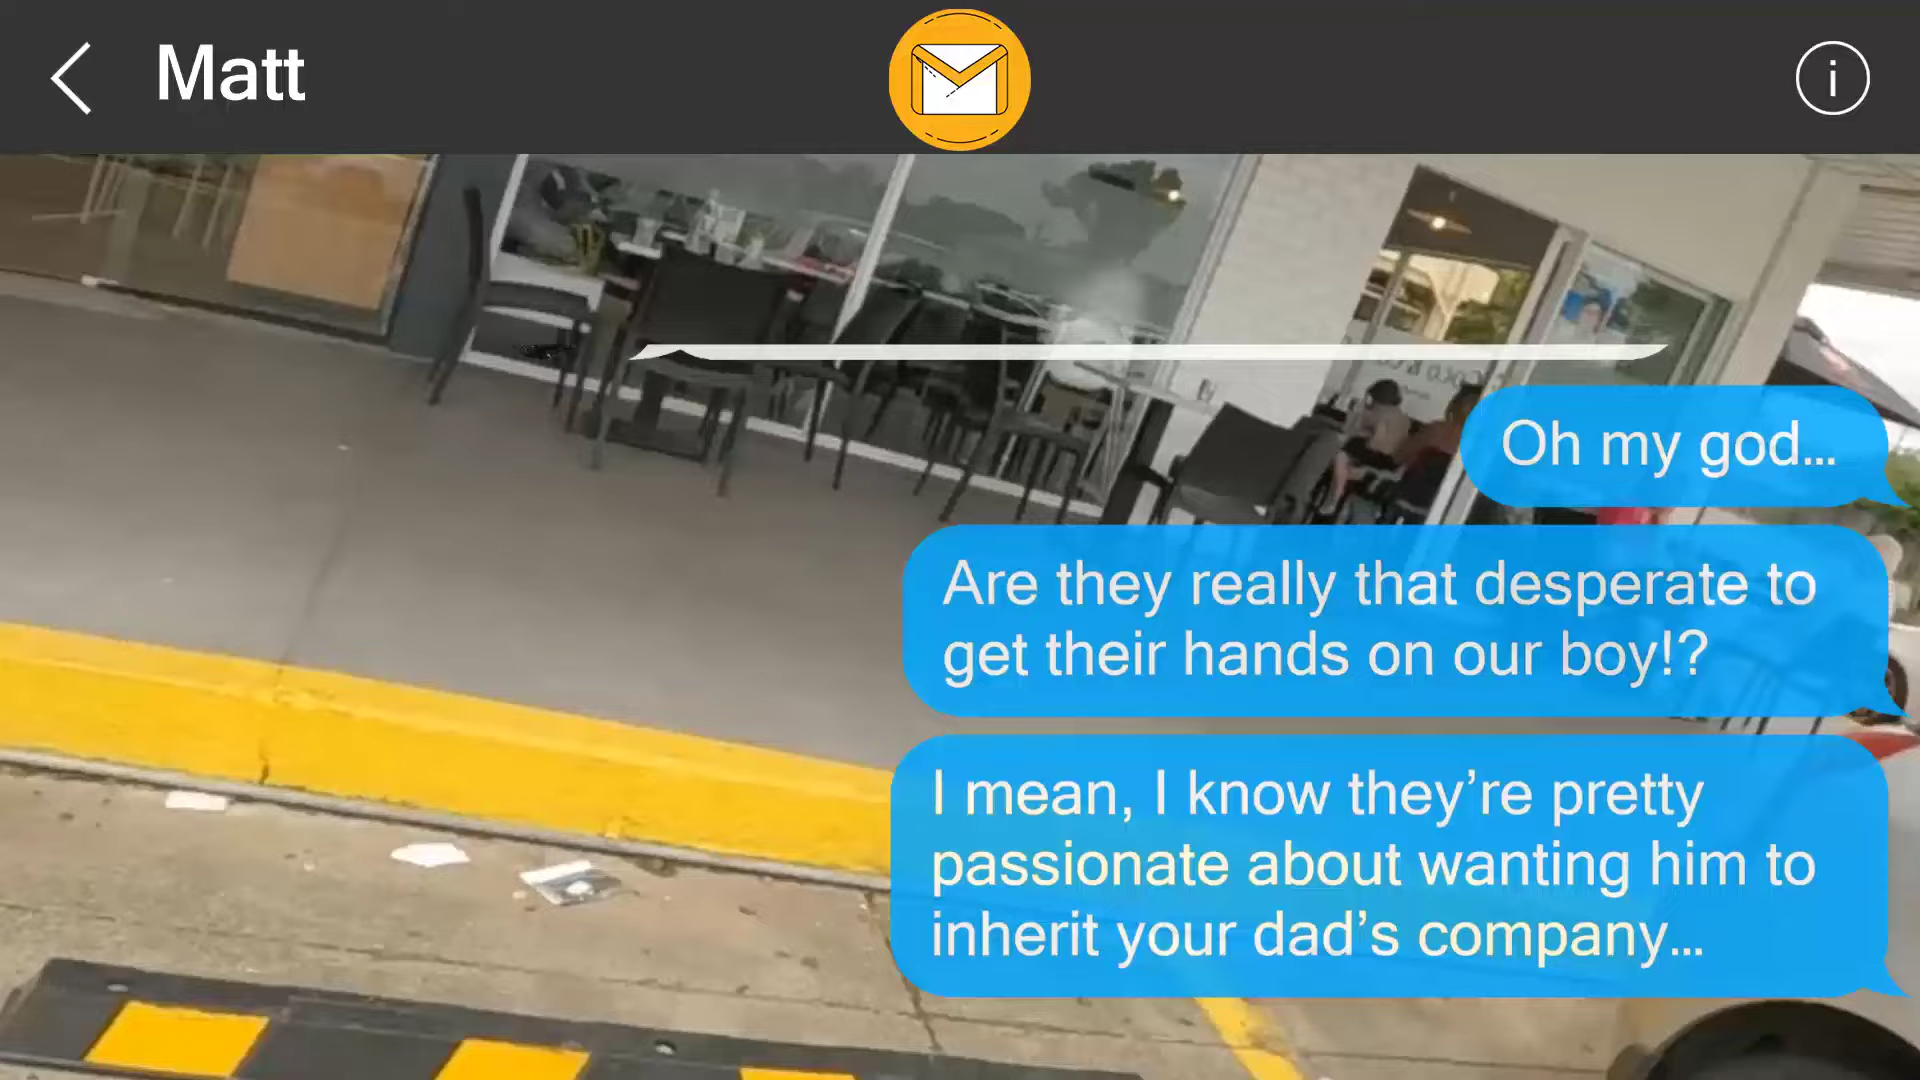 Matt
i
Oh my god...
Are they really that desperate to
get their hands on our boy!?
I mean, I know they’re pretty
passionate about wanting him to
inherit your dad’s company...